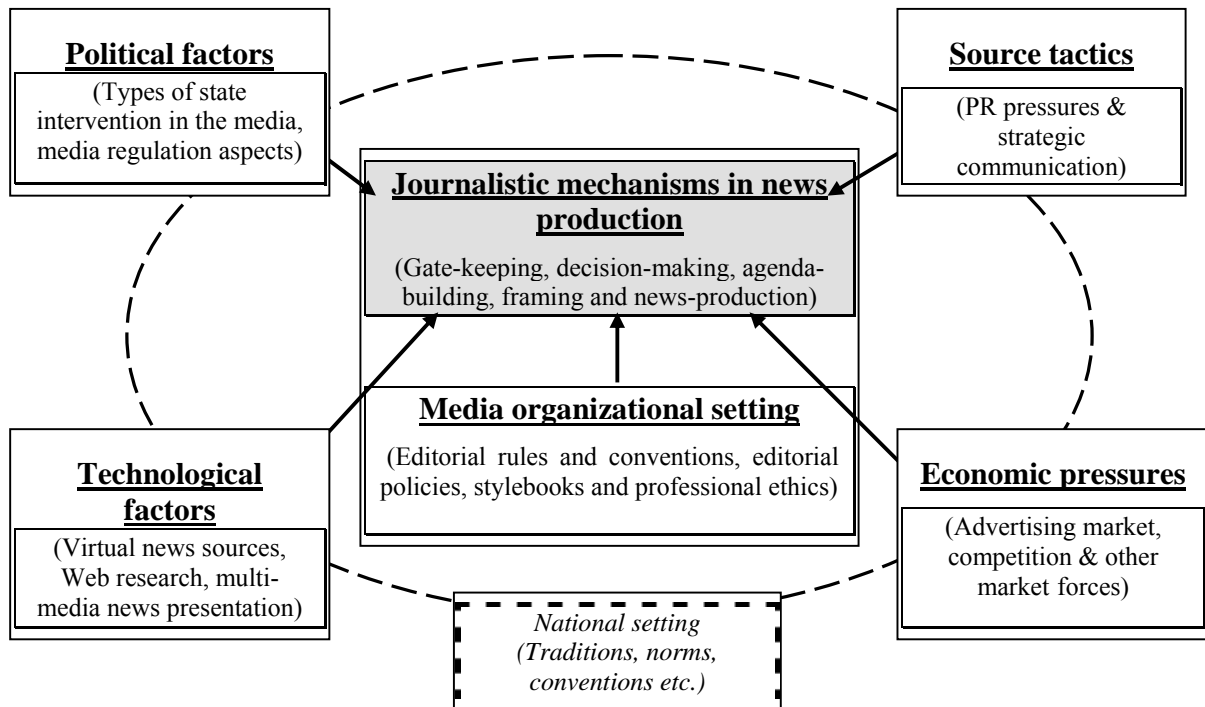 Political factors
(Types of state
intervention in the media,
media regulation aspects)
Source tactics
(PR pressures &
strategic
communication)
Journalistic mechanisms in news
production
(Gate-keeping, decision-making, agenda-
building, framing and news-production)
Media organizational setting
(Editorial rules and conventions, editorial
policies, stylebooks and professional ethics)
Technological
factors
(Virtual news sources,
Web research, multi-
media news presentation)
Economic pressures
(Advertising market,
competition & other
market forces)
National setting
(Traditions, norms,
conventions etc.)